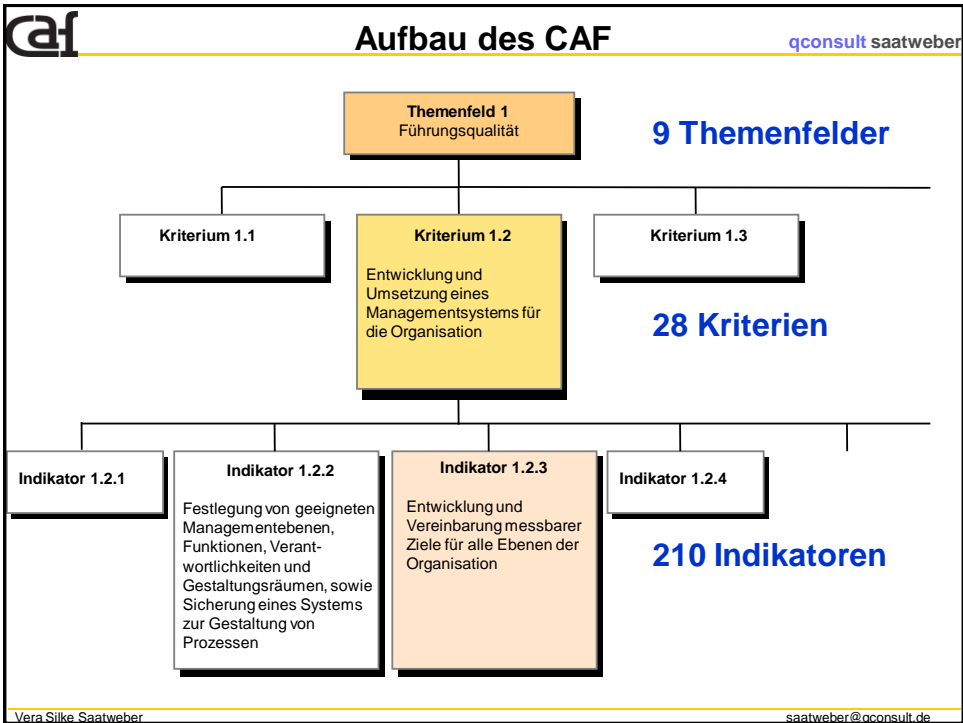 caf
Aufbau des CAF
qconsult saatweber
Themenfeld 1
Führungsqualität
9 Themenfelder
Kriterium 1.1
Kriterium 1.2
Entwicklung und
Umsetzung eines
Managementsystems für
die Organisation
Kriterium 1.3
28 Kriterien
Indikator 1.2.1
Indikator 1.2.2
Festlegung von geeigneten
Managementebenen,
Funktionen, Verant-
wortlichkeiten und
Gestaltungsräumen, sowie
Sicherung eines Systems
zur Gestaltung von
Prozessen
Indikator 1.2.3
Entwicklung und
Vereinbarung messbarer
Ziele für alle Ebenen der
Organisation
Indikator 1.2.4
210 Indikatoren
Vera Silke Saatweber
saatweber@qconsult.de